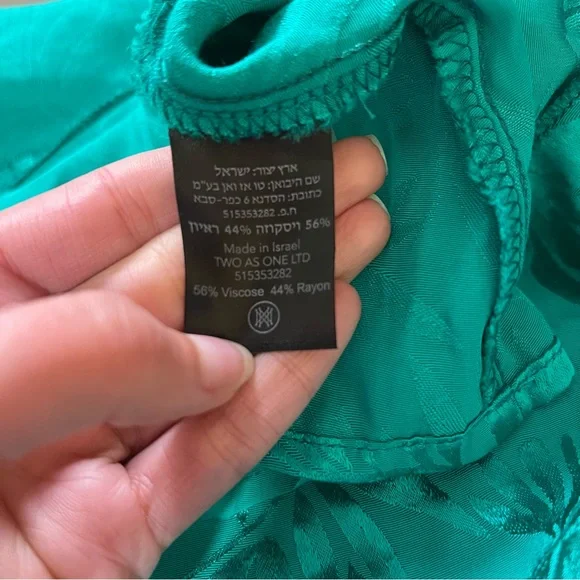 ארץ יצור: ישראל
שם היבואן: טו אז ואן בע"מ
כתובת: הסדנא 6 כפר-סבא
ח.פ. 515353282
56% ויסקוזה 44% ראיון
Made in Israel
TWO AS ONE LTD
515353282
56% Viscose 44% Rayon